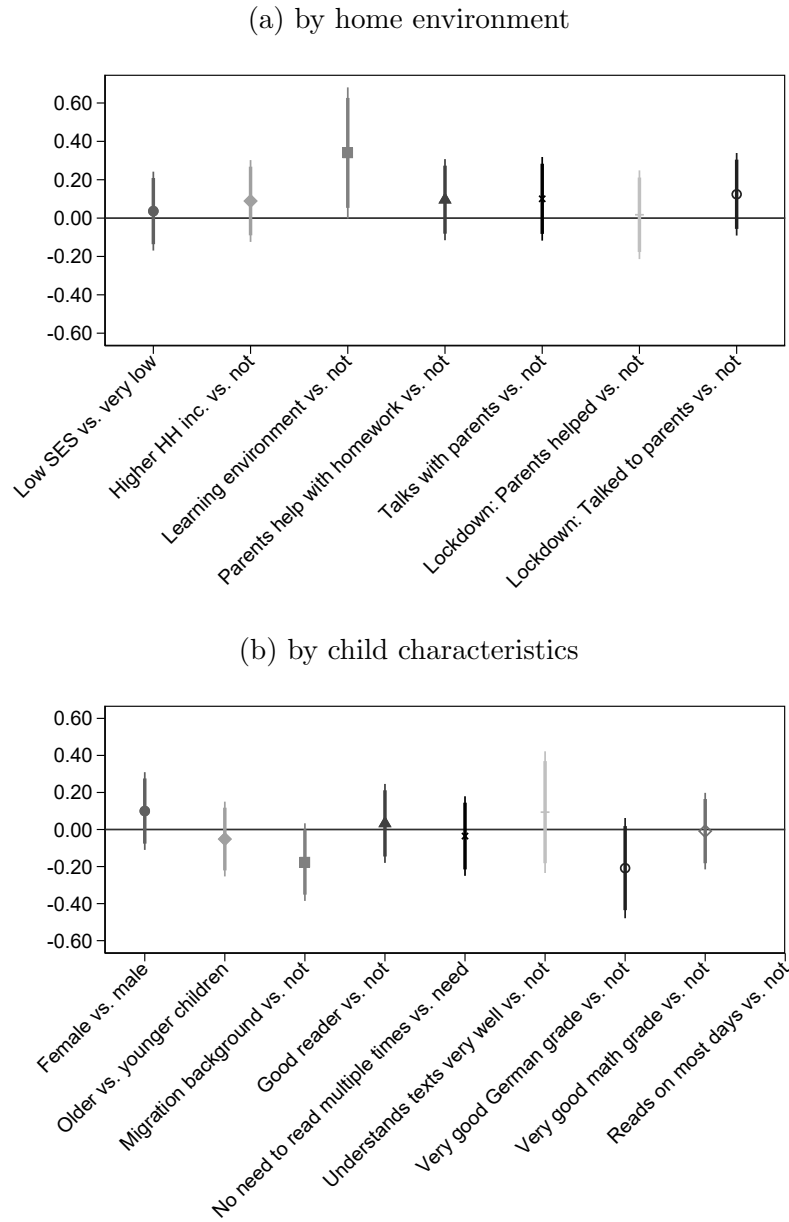 (a) by home environment
0.60
0.40
0.20
0.00
-0.20
-0.40
-0.60
Low SES vs. very low
Higher HH inc. vs. not
Learning environment vs. not
Parents help with homework vs. not
Talks with parents vs. not
Lockdown: Parents helped vs. not
Lockdown: Talked to parents vs. not
(b) by child characteristics
0.60
0.40
0.20
0.00
-0.20
-0.40
-0.60
Female vs. male
Older vs. younger children
Migration background vs. not
Good reader vs. not
No need to read multiple times vs. need
Understands texts very well vs. not
Very good German grade vs. not
Very good math grade vs. not
Reads on most days vs. not